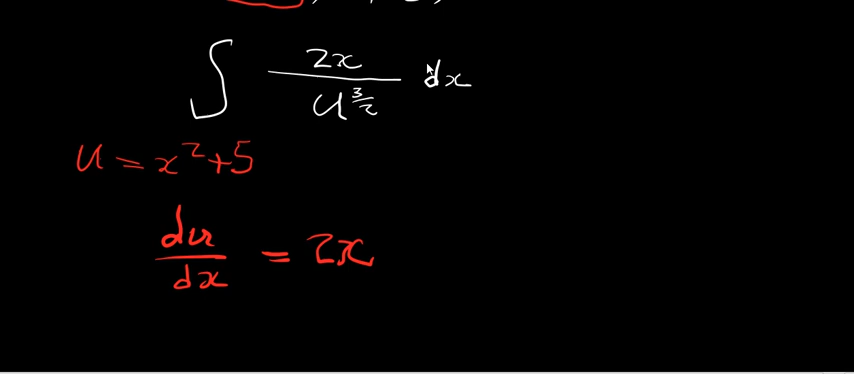 ∫ 2x / u^(3/2) dx
u = x² + 5
du/dx = 2x